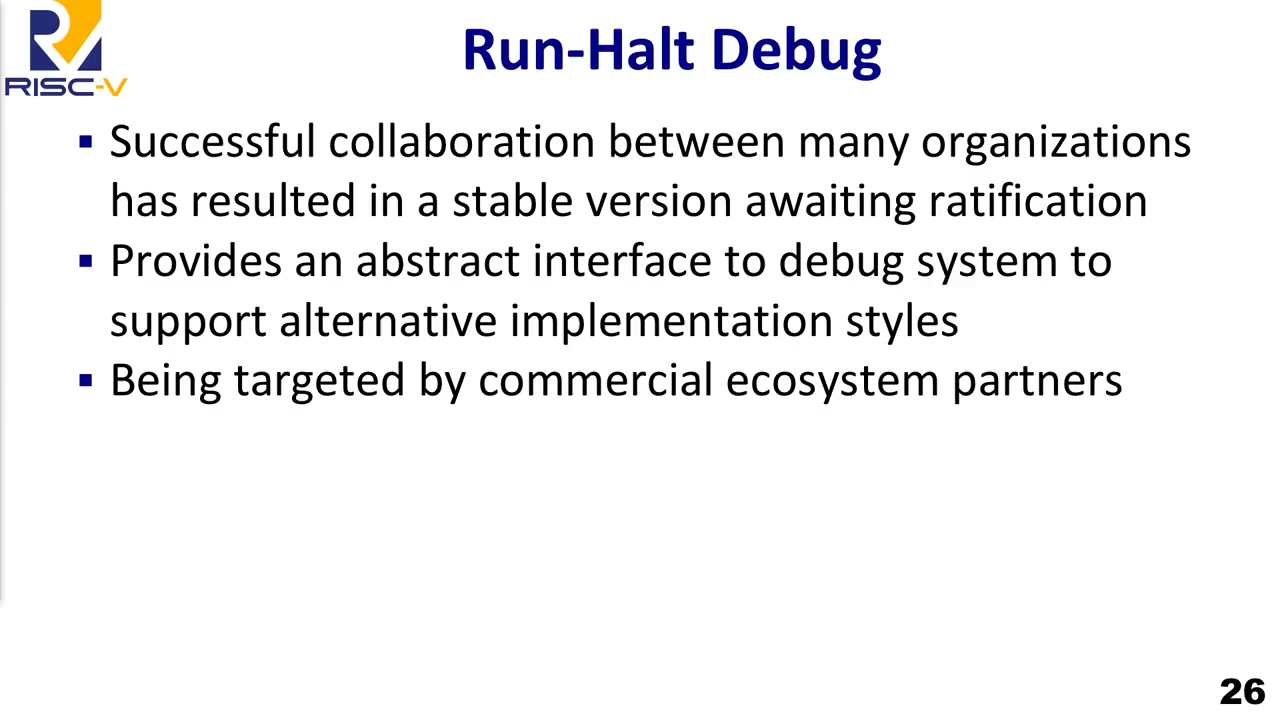 RISC-V
Run-Halt Debug
▪ Successful collaboration between many organizations
has resulted in a stable version awaiting ratification
▪ Provides an abstract interface to debug system to
support alternative implementation styles
▪ Being targeted by commercial ecosystem partners
26